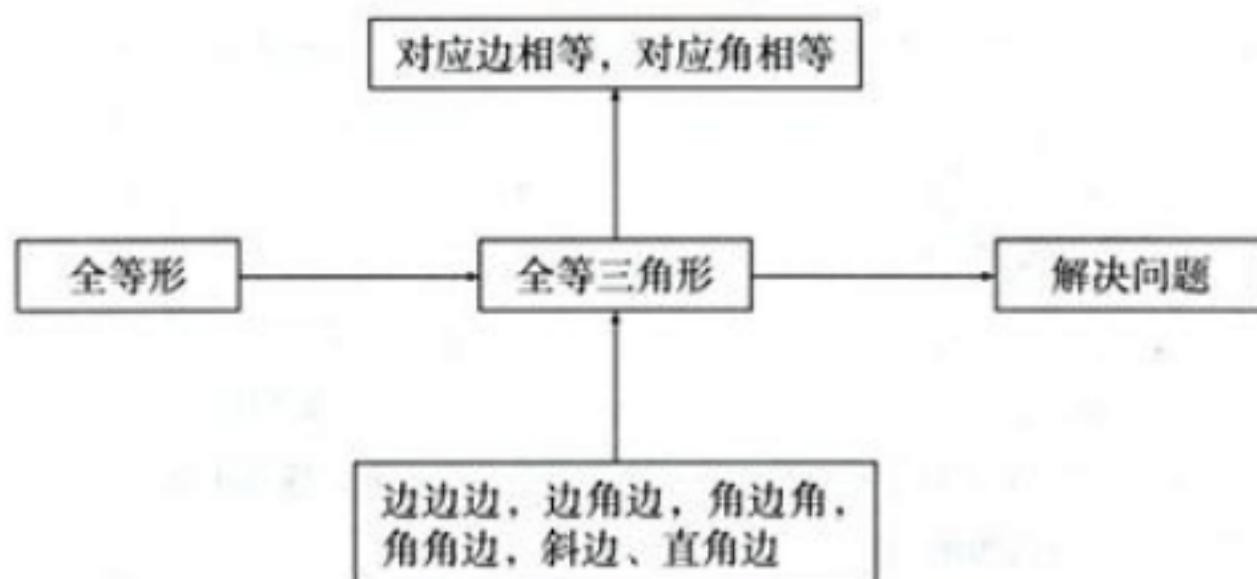 对应边相等，对应角相等
全等形
全等三角形
解决问题
边边边，边角边，角边角，
角角边，斜边、直角边